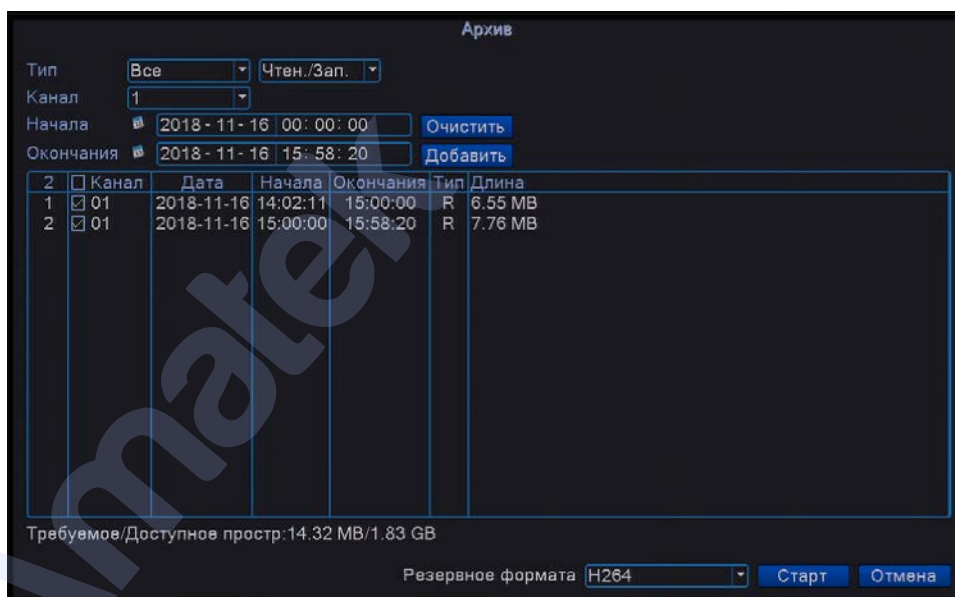 Архив
Тип Все Чтен./Зап.
Канал 1
Начала 2018 - 11 - 16 00: 00: 00 Очистить
Окончания 2018 - 11 - 16 15: 58: 20 Добавить
2 Канал Дата Начала Окончания Тип Длина
1 01 2018-11-16 14:02:11 15:00:00 R 6.55 MB
2 01 2018-11-16 15:00:00 15:58:20 R 7.76 MB
Требуемое/Доступное простр:14.32 MB/1.83 GB
Резервное формата H264 Старт Отмена
matek